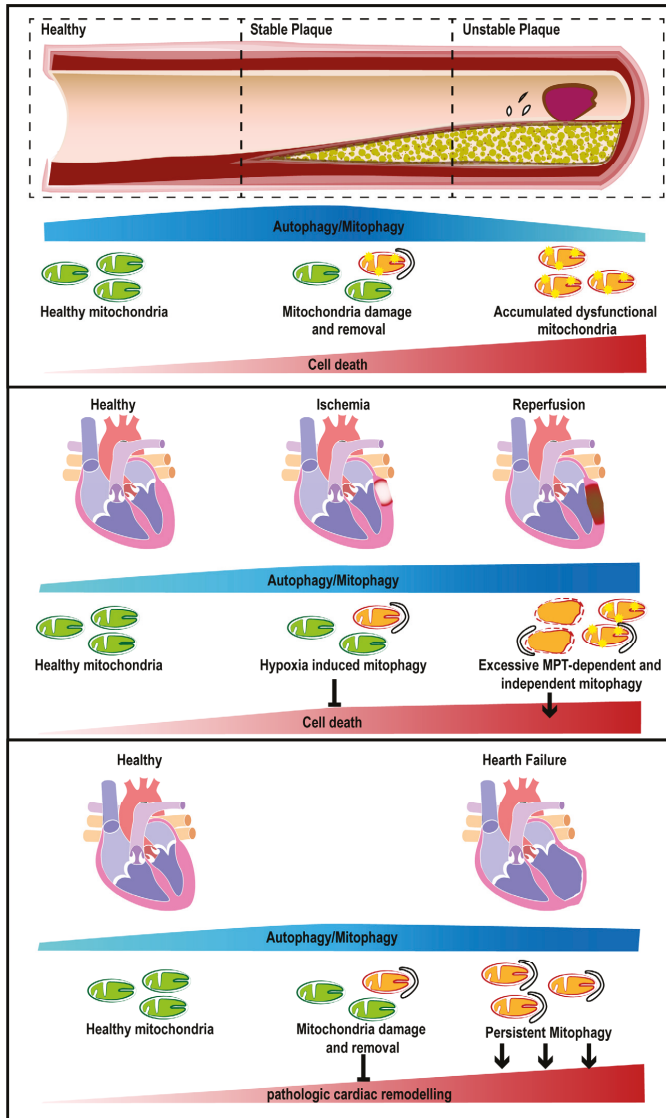 Healthy
Stable Plaque
Unstable Plaque
Autophagy/Mitophagy
Healthy mitochondria
Mitochondria damage
and removal
Accumulated dysfunctional
mitochondria
Cell death
Healthy
Ischemia
Reperfusion
Autophagy/Mitophagy
Healthy mitochondria
Hypoxia induced mitophagy
Excessive MPT-dependent and
independent mitophagy
Cell death
Healthy
Hearth Failure
Autophagy/Mitophagy
Healthy mitochondria
Mitochondria damage
and removal
Persistent Mitophagy
pathologic cardiac remodelling